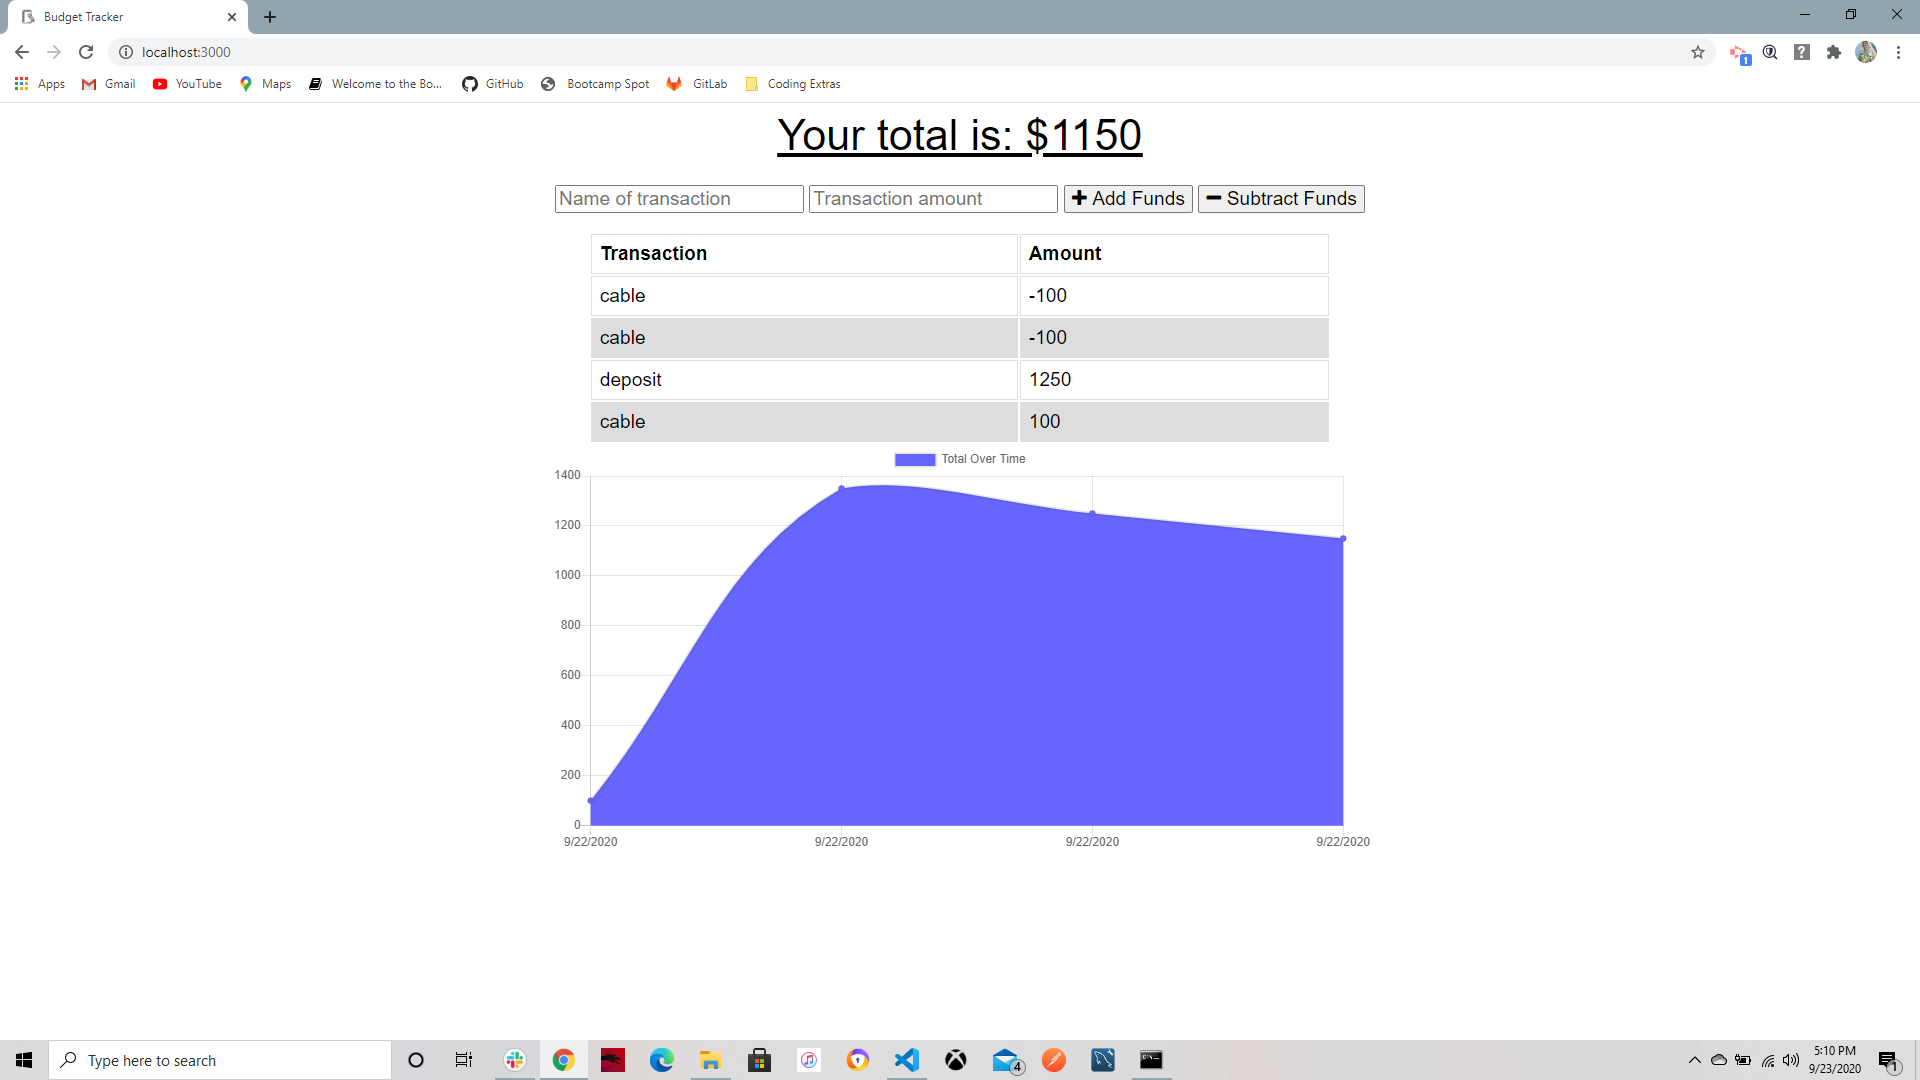 Budget Tracker
localhost:3000
Apps Gmail YouTube Maps Welcome to the Bo... GitHub Bootcamp Spot GitLab Coding Extras
1
Your total is: $1150
Name of transaction Transaction amount Add Funds Subtract Funds
Transaction Amount
cable -100
cable -100
deposit 1250
cable 100
Total Over Time
1400
1200
1000
800
600
400
200
0
9/22/2020 9/22/2020 9/22/2020 9/22/2020
Type here to search
4
5:10 PM
9/23/2020
1